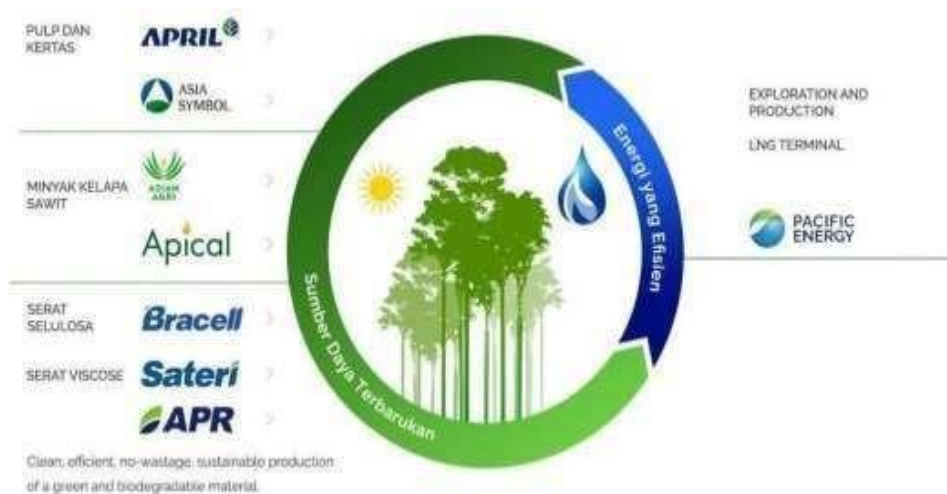 PULP DAN
KERTAS
APRIL
ASIA
SYMBOL
MINYAK KELAPA
SAWIT
ASIAN
AGRI
Apical
SERAT
SELULOSA
Bracell
SERAT VISCOSE
Sateri
APR
Clean, efficient, no-wastage, sustainable production
of a green and biodegradable material.
Sumber Daya Terbarukan
Energi yang Efisien
EXPLORATION AND
PRODUCTION
LNG TERMINAL
PACIFIC
ENERGY